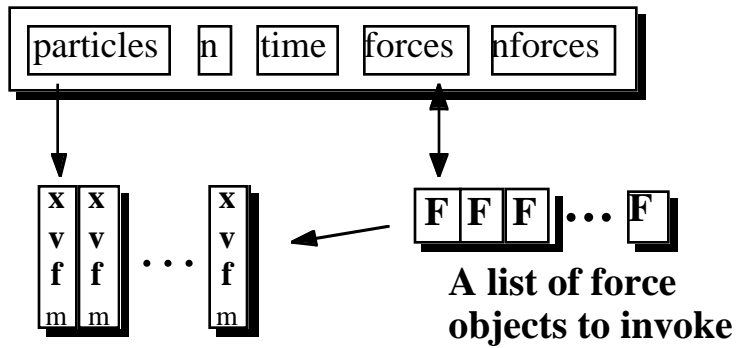 particles n time forces nforces
x x ... x F F F ... F
v v v
f f f
m m m
A list of force
objects to invoke